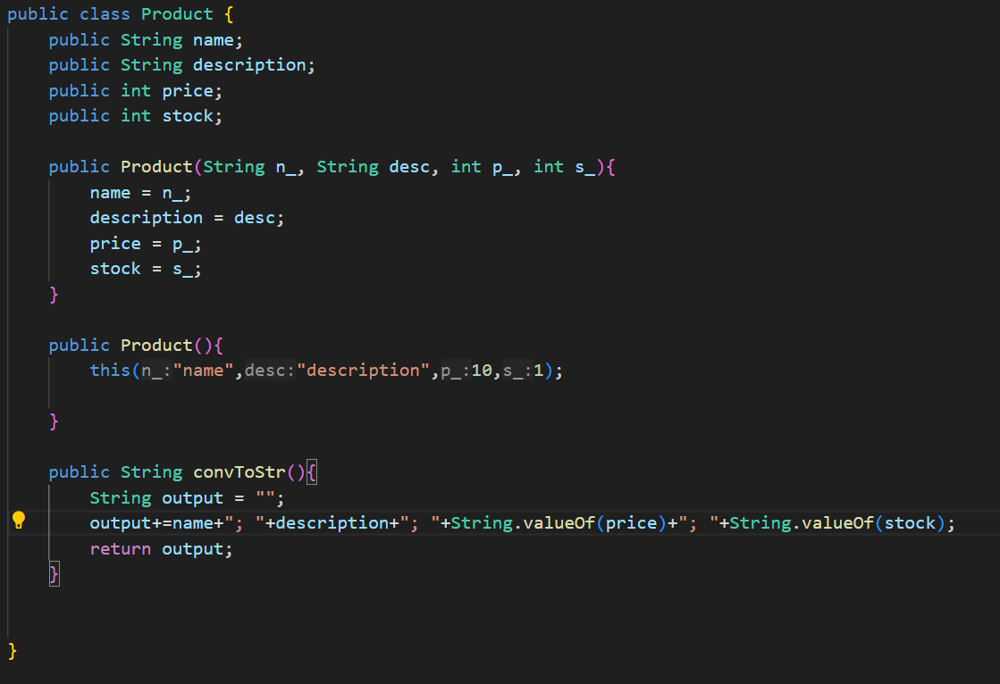 public class Product {
public String name;
public String description;
public int price;
public int stock;
public Product(String n_, String desc, int p_, int s_){
name = n_;
description = desc;
price = p_;
stock = s_;
}
public Product(){
this(n_:"name",desc:"description",p_:10,s_:1);
}
public String convToStr(){
String output = "";
output+=name+"; "+description+"; "+String.valueOf(price)+"; "+String.valueOf(stock);
return output;
}
}